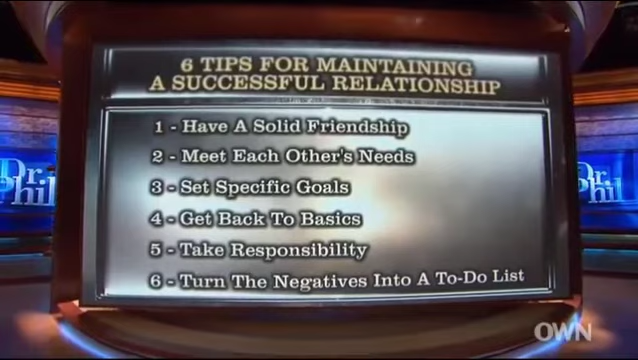 6 TIPS FOR MAINTAINING
A SUCCESSFUL RELATIONSHIP
1 - Have A Solid Friendship
2 - Meet Each Other's Needs
3 - Set Specific Goals
4 - Get Back To Basics
5 - Take Responsibility
6 - Turn The Negatives Into A To-Do List
Dr.
Phil
Dr.
Phil
OWN